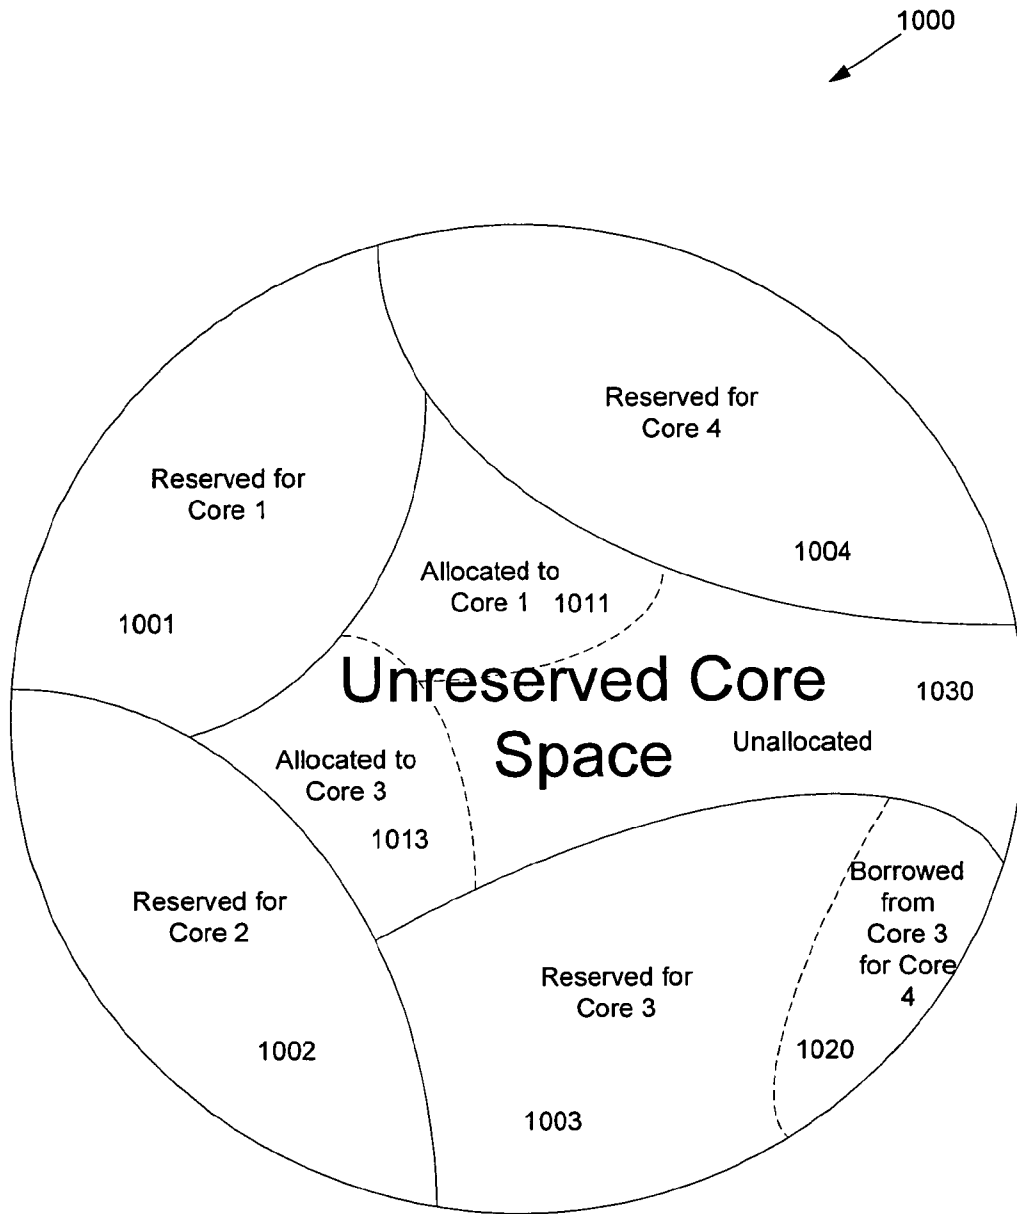 1000
Reserved for
Core 4
1004
Reserved for
Core 1
1001
Allocated to
Core 1 1011
Unreserved Core
Space
1030
Unallocated
Allocated to
Core 3
1013
Reserved for
Core 2
1002
Reserved for
Core 3
1003
Borrowed
from
Core 3
for Core
4
1020